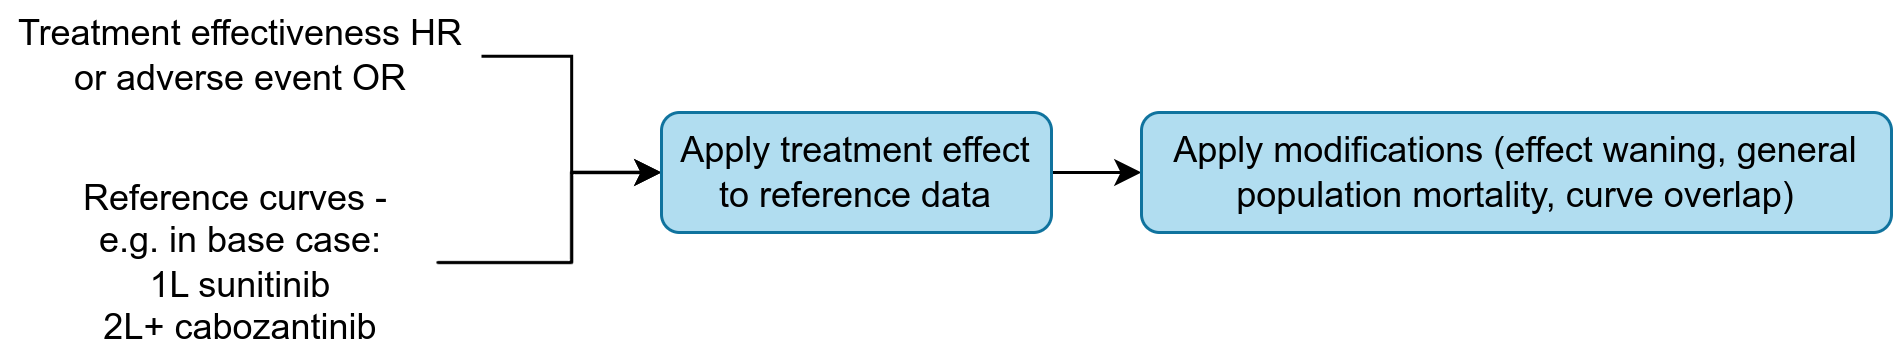 Treatment effectiveness HR
or adverse event OR
Reference curves -
e.g. in base case:
1L sunitinib
2L+ cabozantinib
Apply treatment effect
to reference data
Apply modifications (effect waning, general
population mortality, curve overlap)